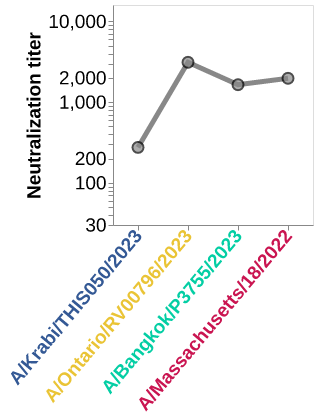 Neutralization titer
10,000
2,000
1,000
200
100
30
A/Krabi/THIS050/2023
A/Ontario/RV00796/2023
A/Bangkok/P3755/2023
A/Massachusetts/18/2022